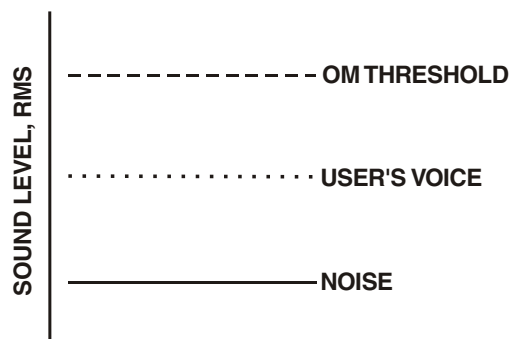 SOUND LEVEL, RMS
OM THRESHOLD
USER'S VOICE
NOISE